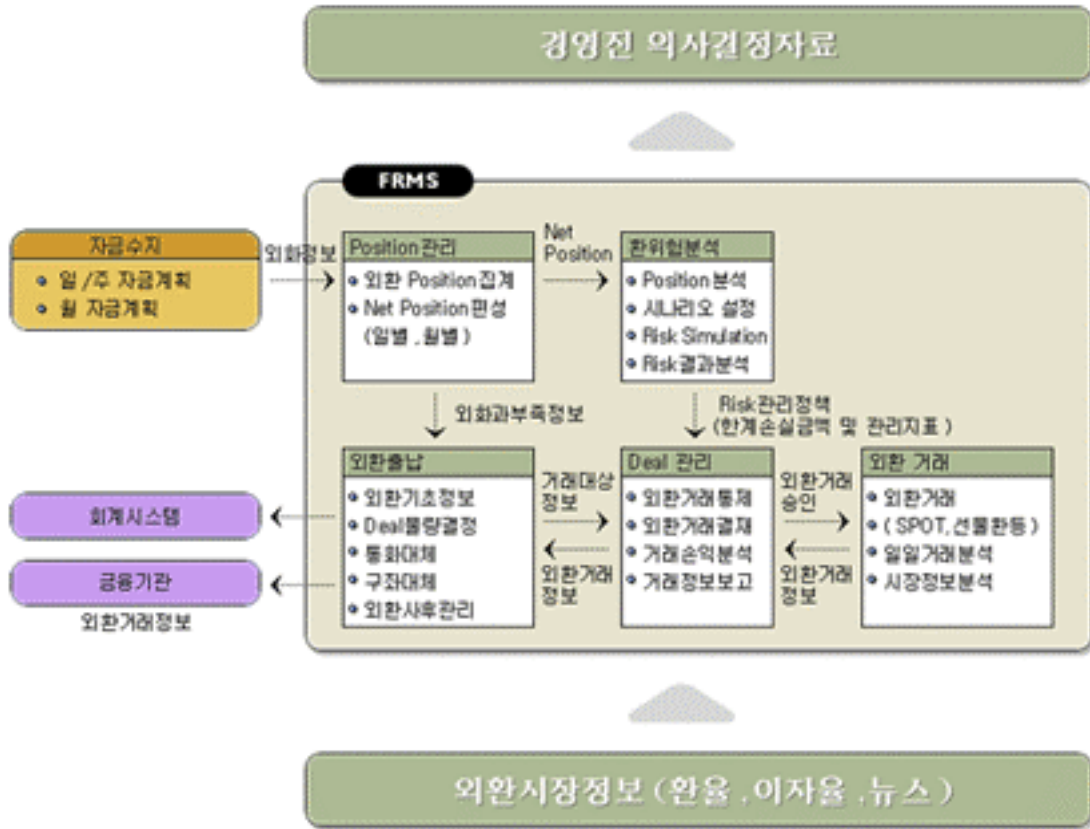 경영진 의사결정자료
FRMS
자금수지
일/주 자금계획
월 자금계획
외화정보
Position관리
외환 Position집계
Net Position편성
(일별,월별)
Net
Position
환위험분석
Position분석
시나리오 설정
Risk Simulation
Risk결과분석
외화과부족정보
Risk관리정책
(한계손실금액 및 관리지표)
외환출납
외환기초정보
Deal물량결정
통화대체
구좌대체
외환사후관리
거래대상
정보
외환거래
정보
Deal 관리
외환거래통제
외환거래결재
거래손익분석
거래정보보고
외환거래
승인
외환거래
정보
외환 거래
외환거래
(SPOT,선물환등)
일일거래분석
시장정보분석
회계시스템
금융기관
외환거래정보
외환시장정보(환율,이자율,뉴스)